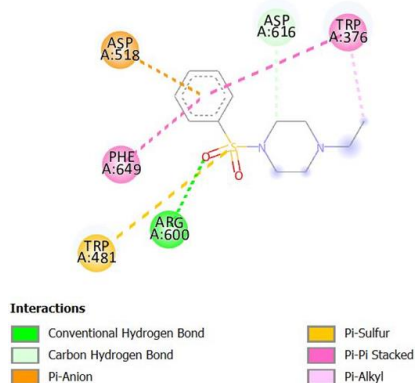 ASP
A:616
TRP
A:376
ASP
A:518
PHE
A:649
S
N
N
O
O
ARG
A:600
TRP
A:481
Interactions
Conventional Hydrogen Bond
Carbon Hydrogen Bond
Pi-Anion
Pi-Sulfur
Pi-Pi Stacked
Pi-Alkyl